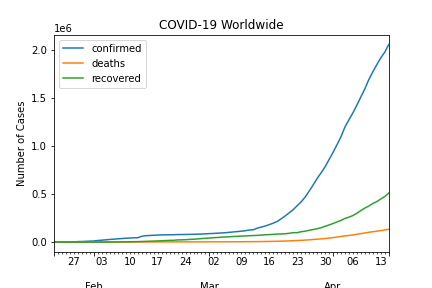 COVID-19 Worldwide
1e6
confirmed
deaths
recovered
2.0
1.5
1.0
0.5
0.0
Number of Cases
27 03 10 17 24 02 09 16 23 30 06 13
Feb Mar Apr